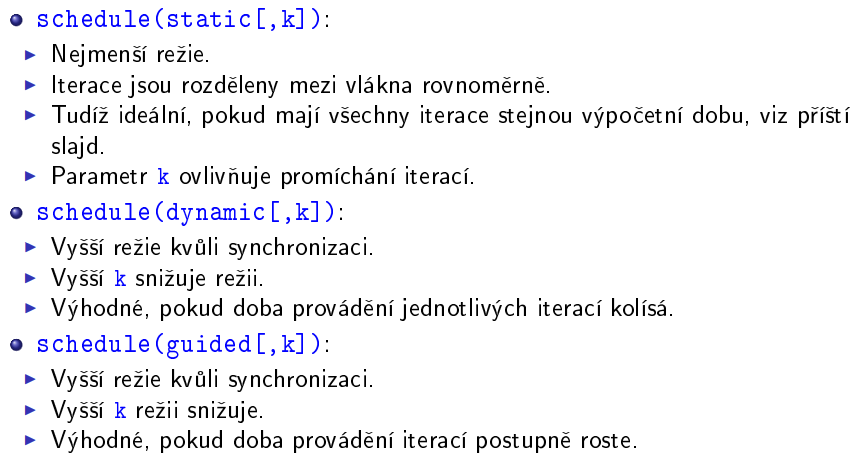 schedule(static[,k]):
Nejmenší režie.
Iterace jsou rozděleny mezi vlákna rovnoměrně.
Tudíž ideální, pokud mají všechny iterace stejnou výpočetní dobu, viz příští
slajd.
Parametr k ovlivňuje promíchání iterací.
schedule(dynamic[,k]):
Vyšší režie kvůli synchronizaci.
Vyšší k snižuje režii.
Výhodné, pokud doba provádění jednotlivých iterací kolísá.
schedule(guided[,k]):
Vyšší režie kvůli synchronizaci.
Vyšší k režii snižuje.
Výhodné, pokud doba provádění iterací postupně roste.